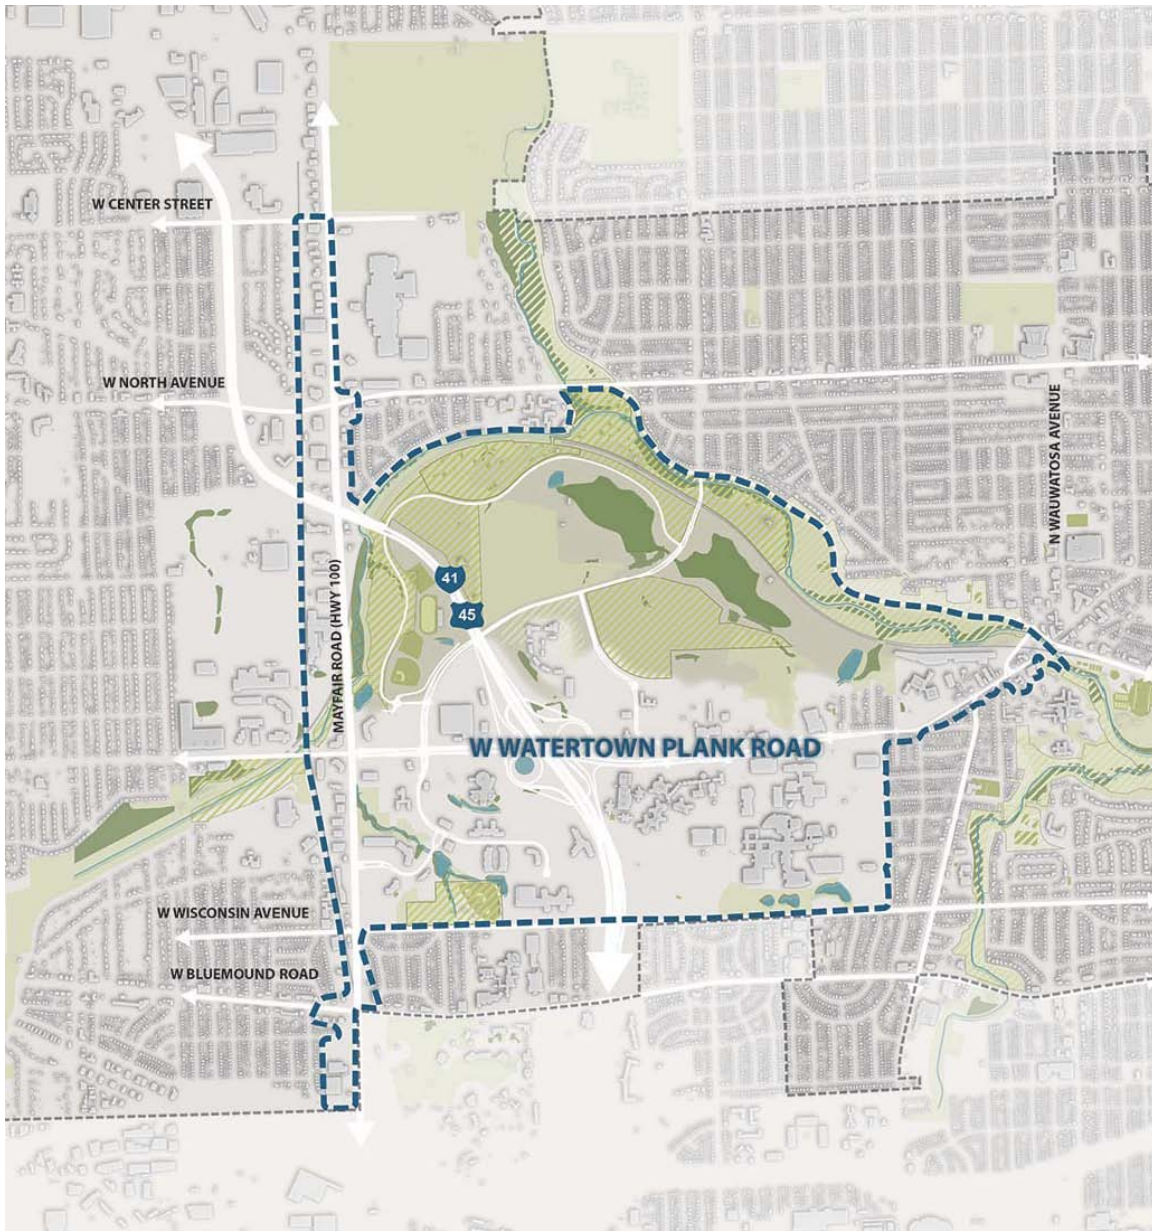 W CENTER STREET
W NORTH AVENUE
N WAUWATOSA AVENUE
MAYFAIR ROAD (HWY 100)
41
45
W WATERTOWN PLANK ROAD
W WISCONSIN AVENUE
W BLUEMOUND ROAD